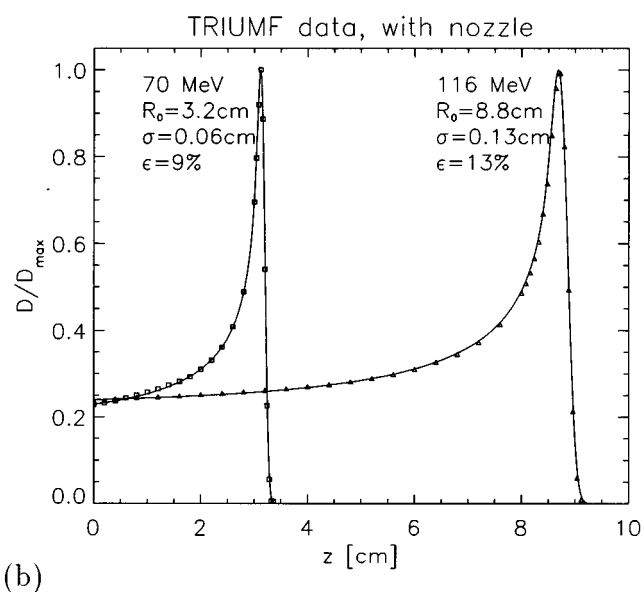 TRIUMF data, with nozzle
70 MeV
R₀=3.2cm
σ=0.06cm
ϵ=9%
116 MeV
R₀=8.8cm
σ=0.13cm
ϵ=13%
D/Dmax
1.0
0.8
0.6
0.4
0.2
0.0
0 2 4 6 8 10
z [cm]
(b)